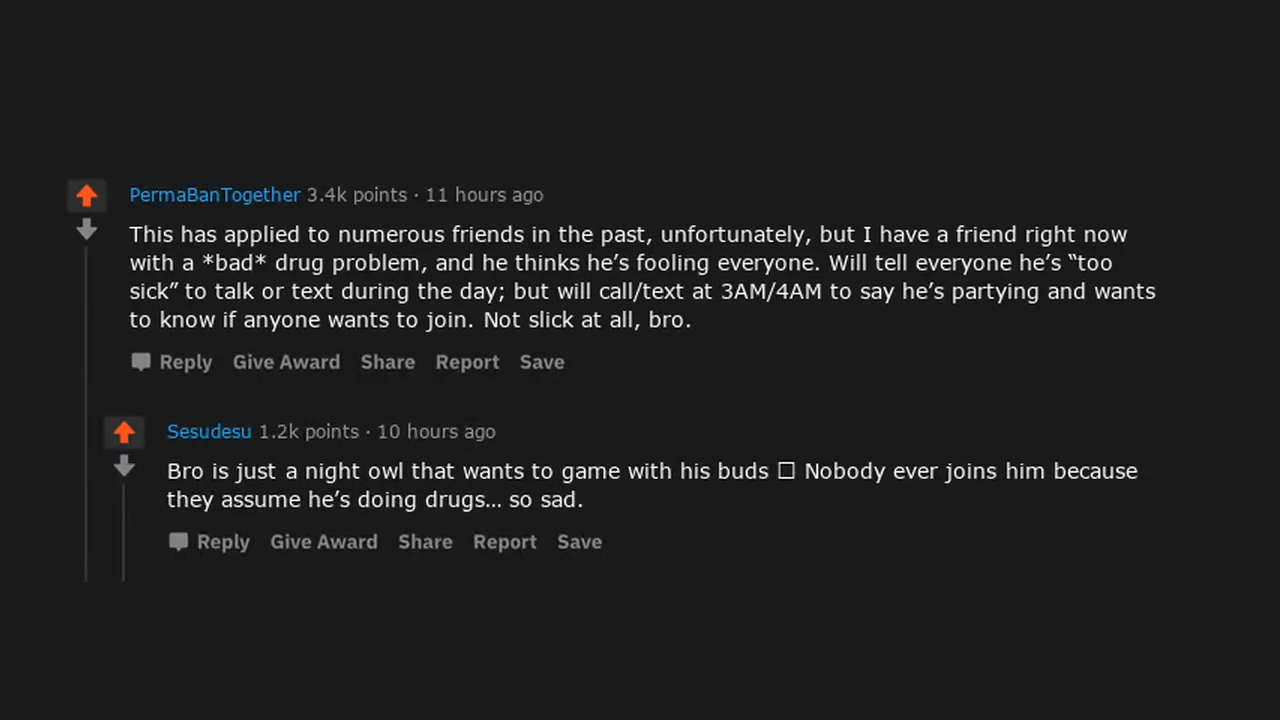 PermaBanTogether 3.4k points · 11 hours ago
This has applied to numerous friends in the past, unfortunately, but I have a friend right now
with a *bad* drug problem, and he thinks he’s fooling everyone. Will tell everyone he’s “too
sick” to talk or text during the day; but will call/text at 3AM/4AM to say he’s partying and wants
to know if anyone wants to join. Not slick at all, bro.
Reply Give Award Share Report Save
Sesudesu 1.2k points · 10 hours ago
Bro is just a night owl that wants to game with his buds □ Nobody ever joins him because
they assume he’s doing drugs... so sad.
Reply Give Award Share Report Save